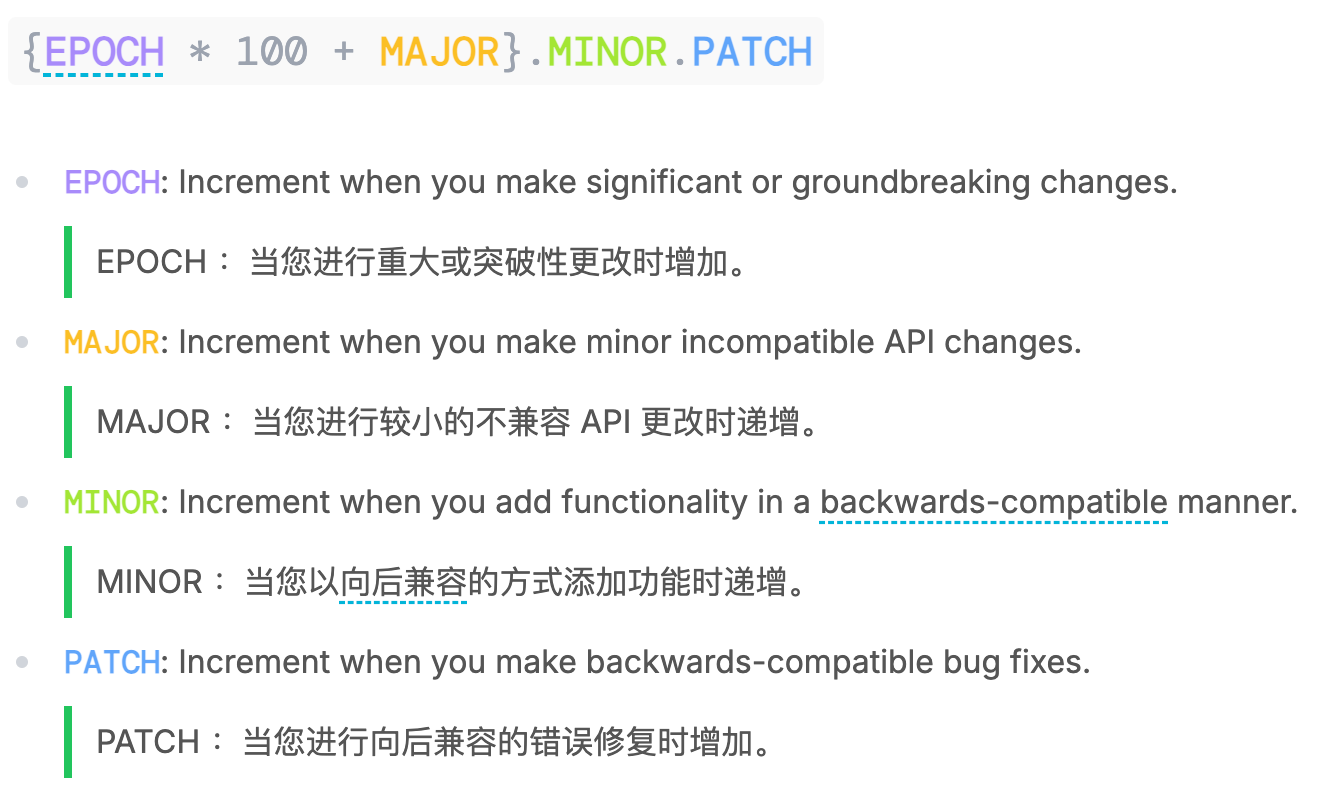 {EPOCH * 100 + MAJOR}.MINOR.PATCH
EPOCH: Increment when you make significant or groundbreaking changes.
EPOCH： 当您进行重大或突破性更改时增加。
MAJOR: Increment when you make minor incompatible API changes.
MAJOR： 当您进行较小的不兼容 API 更改时递增。
MINOR: Increment when you add functionality in a backwards-compatible manner.
MINOR： 当您以向后兼容的方式添加功能时递增。
PATCH: Increment when you make backwards-compatible bug fixes.
PATCH： 当您进行向后兼容的错误修复时增加。